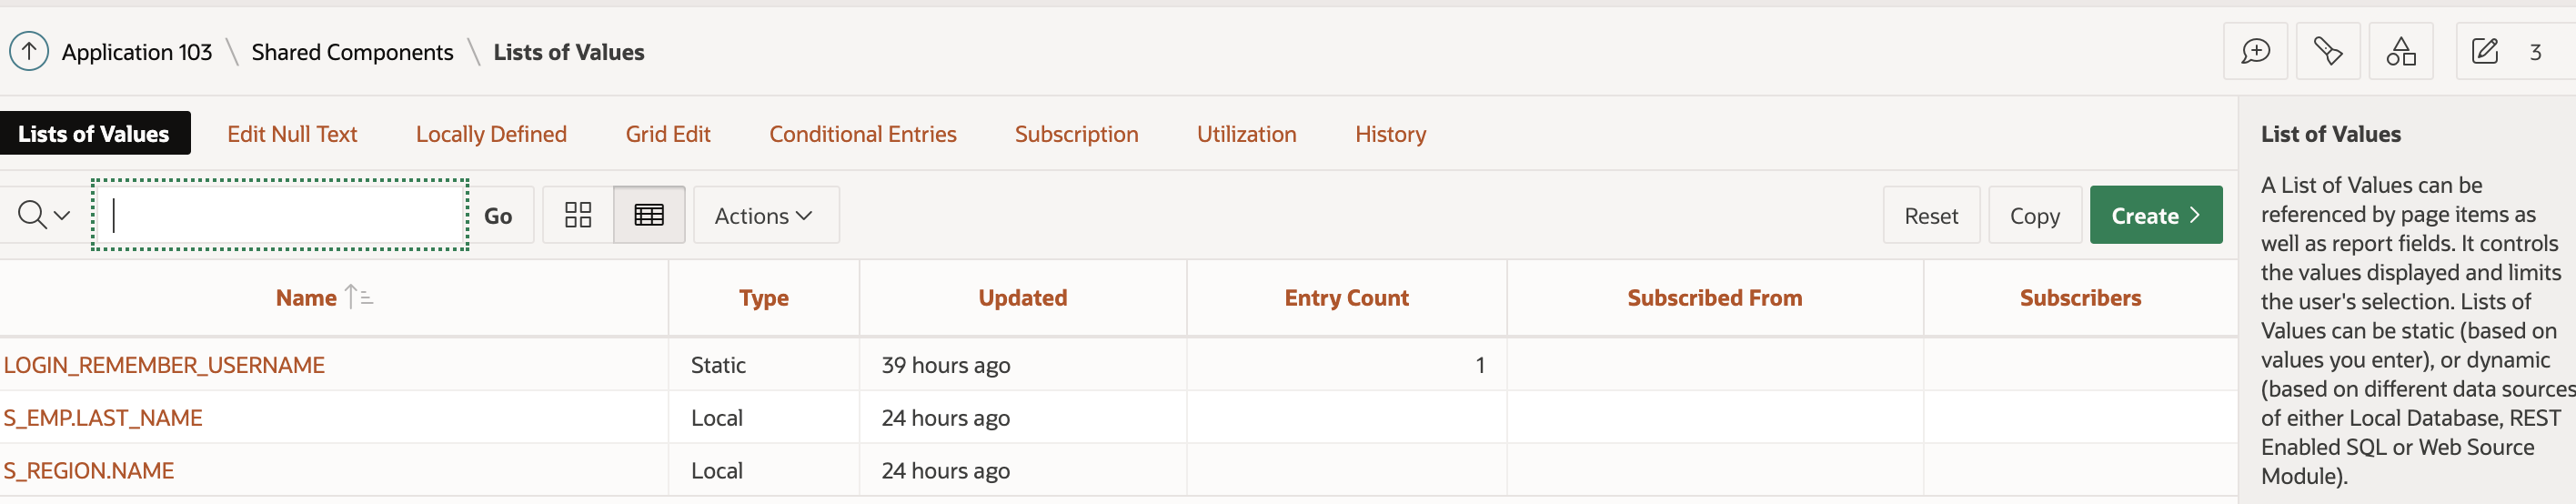 Application 103 \ Shared Components \ Lists of Values
3
Lists of Values Edit Null Text Locally Defined Grid Edit Conditional Entries Subscription Utilization History
Go Actions Reset Copy Create
Name Type Updated Entry Count Subscribed From Subscribers
LOGIN_REMEMBER_USERNAME Static 39 hours ago 1
S_EMP.LAST_NAME Local 24 hours ago
S_REGION.NAME Local 24 hours ago
List of Values
A List of Values can be
referenced by page items as
well as report fields. It controls
the values displayed and limits
the user's selection. Lists of
Values can be static (based on
values you enter), or dynamic
(based on different data sources
of either Local Database, REST
Enabled SQL or Web Source
Module).